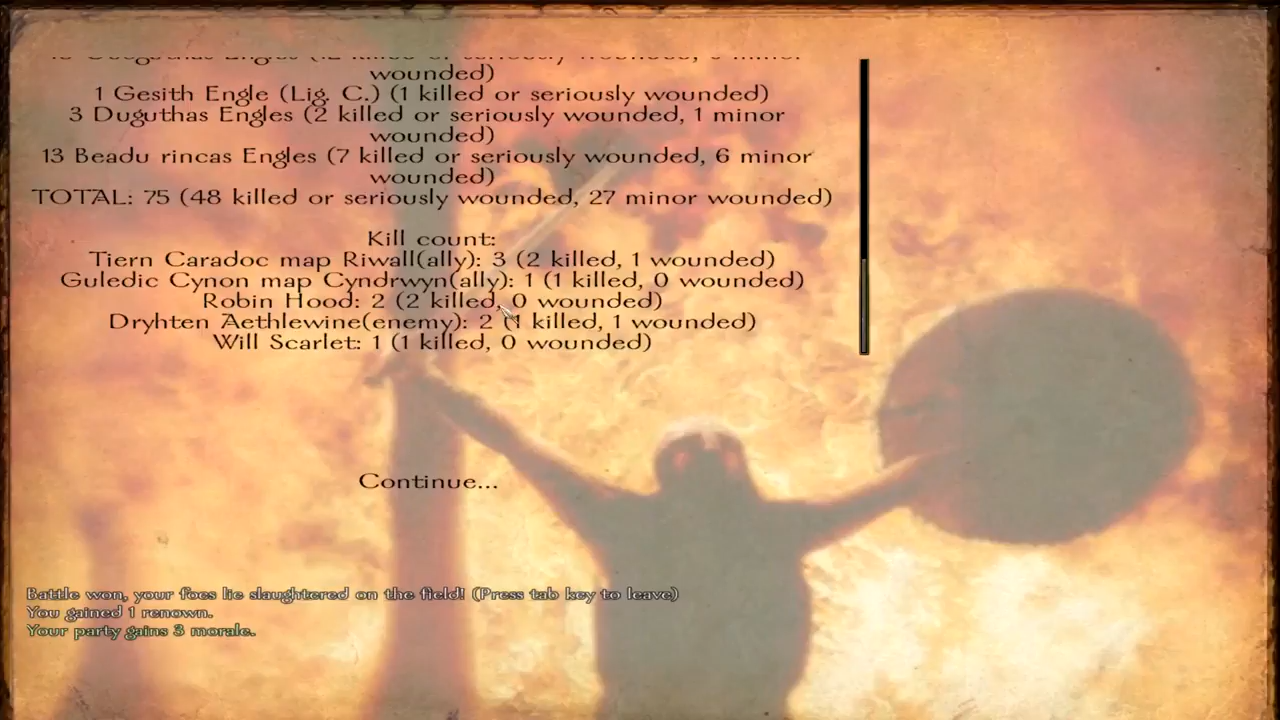 wounded)
1 Gesith Engle (Lig. C.) (1 killed or seriously wounded)
3 Duguthas Engles (2 killed or seriously wounded, 1 minor
wounded)
13 Beadu rincas Engles (7 killed or seriously wounded, 6 minor
wounded)
TOTAL: 75 (48 killed or seriously wounded, 27 minor wounded)
Kill count:
Tiern Caradoc map Riwall(ally): 3 (2 killed, 1 wounded)
Guledic Cynon map Cyndrwyn(ally): 1 (1 killed, 0 wounded)
Robin Hood: 2 (2 killed, 0 wounded)
Dryhten Aethlewine(enemy): 2 (1 killed, 1 wounded)
Will Scarlet: 1 (1 killed, 0 wounded)
Continue...
Battle won, your foes lie slaughtered on the field! (Press tab key to leave)
You gained 1 renown.
Your party gains 3 morale.